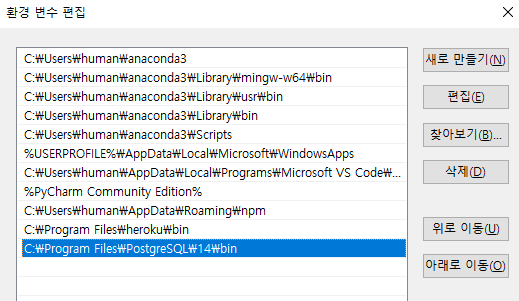 환경 변수 편집
C:₩Users₩human₩anaconda3
C:₩Users₩human₩anaconda3₩Library₩mingw-w64₩bin
C:₩Users₩human₩anaconda3₩Library₩usr₩bin
C:₩Users₩human₩anaconda3₩Library₩bin
C:₩Users₩human₩anaconda3₩Scripts
%USERPROFILE%₩AppData₩Local₩Microsoft₩WindowsApps
C:₩Users₩human₩AppData₩Local₩Programs₩Microsoft VS Code₩...
%PyCharm Community Edition%
C:₩Users₩human₩AppData₩Roaming₩npm
C:₩Program Files₩heroku₩bin
C:₩Program Files₩PostgreSQL₩14₩bin
새로 만들기(N)
편집(E)
찾아보기(B)...
삭제(D)
위로 이동(U)
아래로 이동(O)